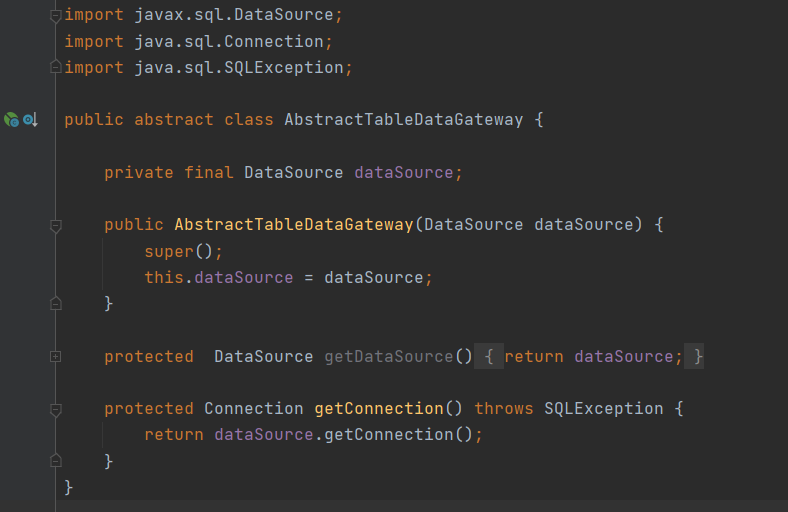 import javax.sql.DataSource;
import java.sql.Connection;
import java.sql.SQLException;
public abstract class AbstractTableDataGateway {
private final DataSource dataSource;
public AbstractTableDataGateway(DataSource dataSource) {
super();
this.dataSource = dataSource;
}
protected  DataSource getDataSource() { return dataSource; }
protected Connection getConnection() throws SQLException {
return dataSource.getConnection();
}
}